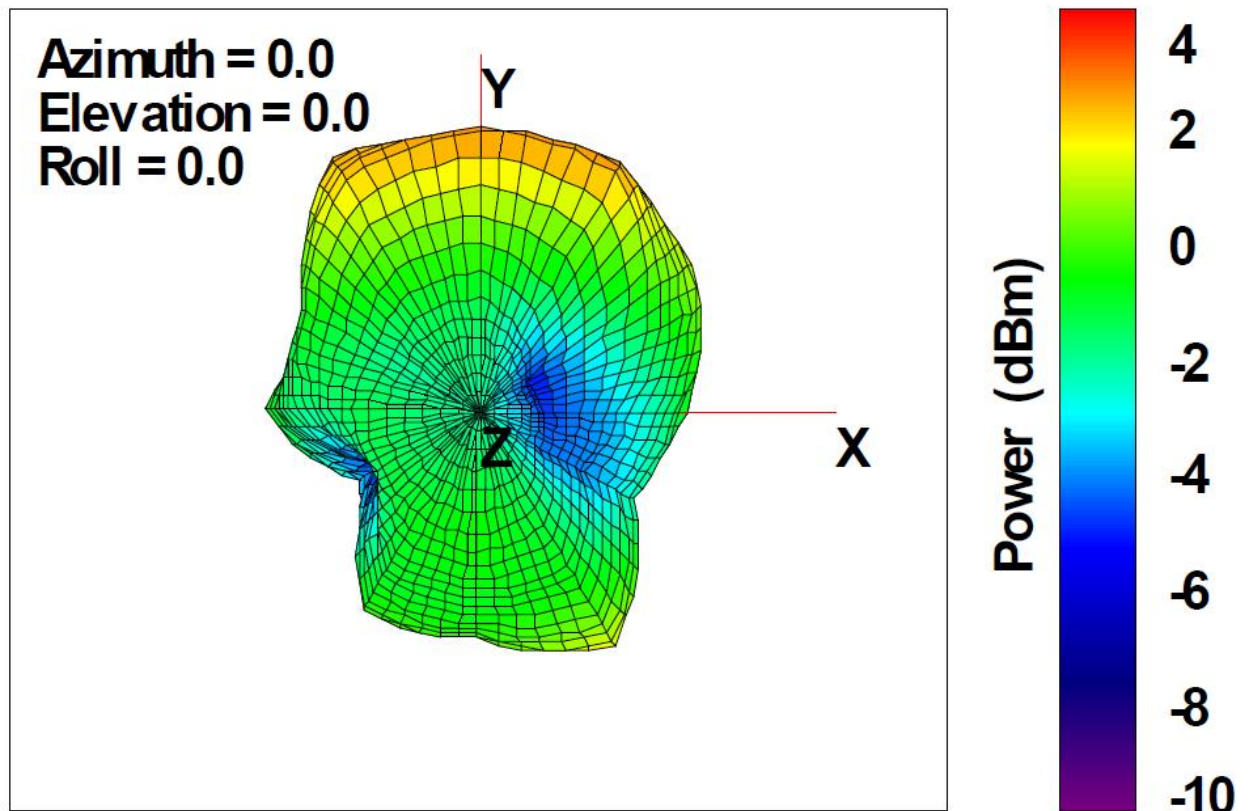 Azimuth = 0.0
Elevation = 0.0
Roll = 0.0
Y
X
Z
Power (dBm)
4
2
0
-2
-4
-6
-8
-10